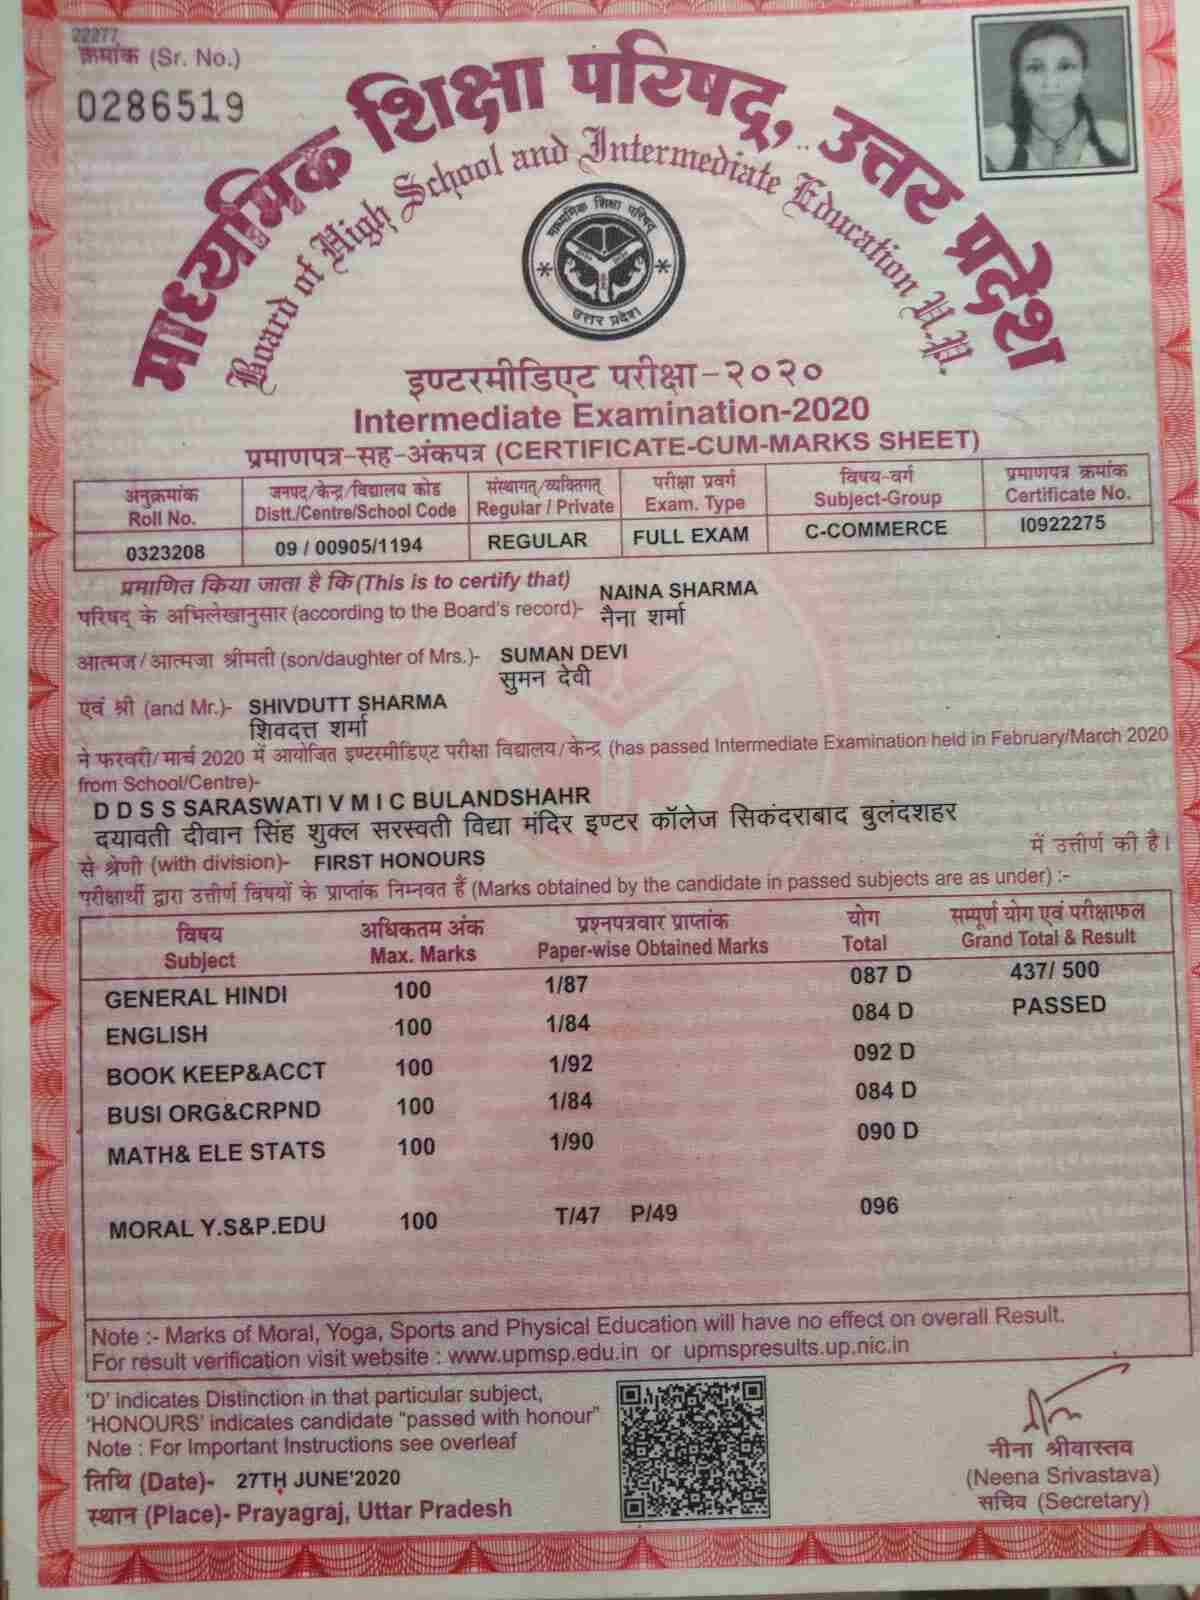 22277
क्रमांक (Sr. No.)
0286519
माध्यमिक शिक्षा परिषद्, उत्तर प्रदेश
Board of High School and Intermediate Education U.P.
माध्यमिक शिक्षा परिषद्
उत्तर प्रदेश
इण्टरमीडिएट परीक्षा-२०२०
Intermediate Examination-2020
प्रमाणपत्र-सह-अंकपत्र (CERTIFICATE-CUM-MARKS SHEET)
अनुक्रमांक जनपद/केन्द्र/विद्यालय कोड संस्थागत्/व्यक्तिगत् परीक्षा प्रवर्ग विषय-वर्ग प्रमाणपत्र क्रमांक
Roll No. Distt./Centre/School Code Regular / Private Exam. Type Subject-Group Certificate No.
0323208 09 / 00905/1194 REGULAR FULL EXAM C-COMMERCE I0922275
प्रमाणित किया जाता है कि (This is to certify that) NAINA SHARMA
परिषद् के अभिलेखानुसार (according to the Board's record)- नैना शर्मा
आत्मज/आत्मजा श्रीमती (son/daughter of Mrs.)- SUMAN DEVI
सुमन देवी
एवं श्री (and Mr.)- SHIVDUTT SHARMA
शिवदत्त शर्मा
ने फरवरी/मार्च 2020 में आयोजित इण्टरमीडिएट परीक्षा विद्यालय/केन्द्र (has passed Intermediate Examination held in February/March 2020
from School/Centre)-
D D S S SARASWATI V M I C BULANDSHAHR
दयावती दीवान सिंह शुक्ल सरस्वती विद्या मंदिर इण्टर कॉलेज सिकंदराबाद बुलंदशहर
से श्रेणी (with division)- FIRST HONOURS में उत्तीर्ण की है।
परीक्षार्थी द्वारा उत्तीर्ण विषयों के प्राप्तांक निम्नवत हैं (Marks obtained by the candidate in passed subjects are as under) :-
विषय अधिकतम अंक प्रश्नपत्रवार प्राप्तांक योग सम्पूर्ण योग एवं परीक्षाफल
Subject Max. Marks Paper-wise Obtained Marks Total Grand Total & Result
GENERAL HINDI 100 1/87 087 D 437/ 500
ENGLISH 100 1/84 084 D PASSED
BOOK KEEP&ACCT 100 1/92 092 D
BUSI ORG&CRPND 100 1/84 084 D
MATH& ELE STATS 100 1/90 090 D
MORAL Y.S&P.EDU 100 T/47 P/49 096
Note :- Marks of Moral, Yoga, Sports and Physical Education will have no effect on overall Result.
For result verification visit website : www.upmsp.edu.in or upmspresults.up.nic.in
'D' indicates Distinction in that particular subject,
'HONOURS' indicates candidate "passed with honour"
Note : For Important Instructions see overleaf
तिथि (Date)- 27TH JUNE'2020
स्थान (Place)- Prayagraj, Uttar Pradesh
नीना श्रीवास्तव
(Neena Srivastava)
सचिव (Secretary)